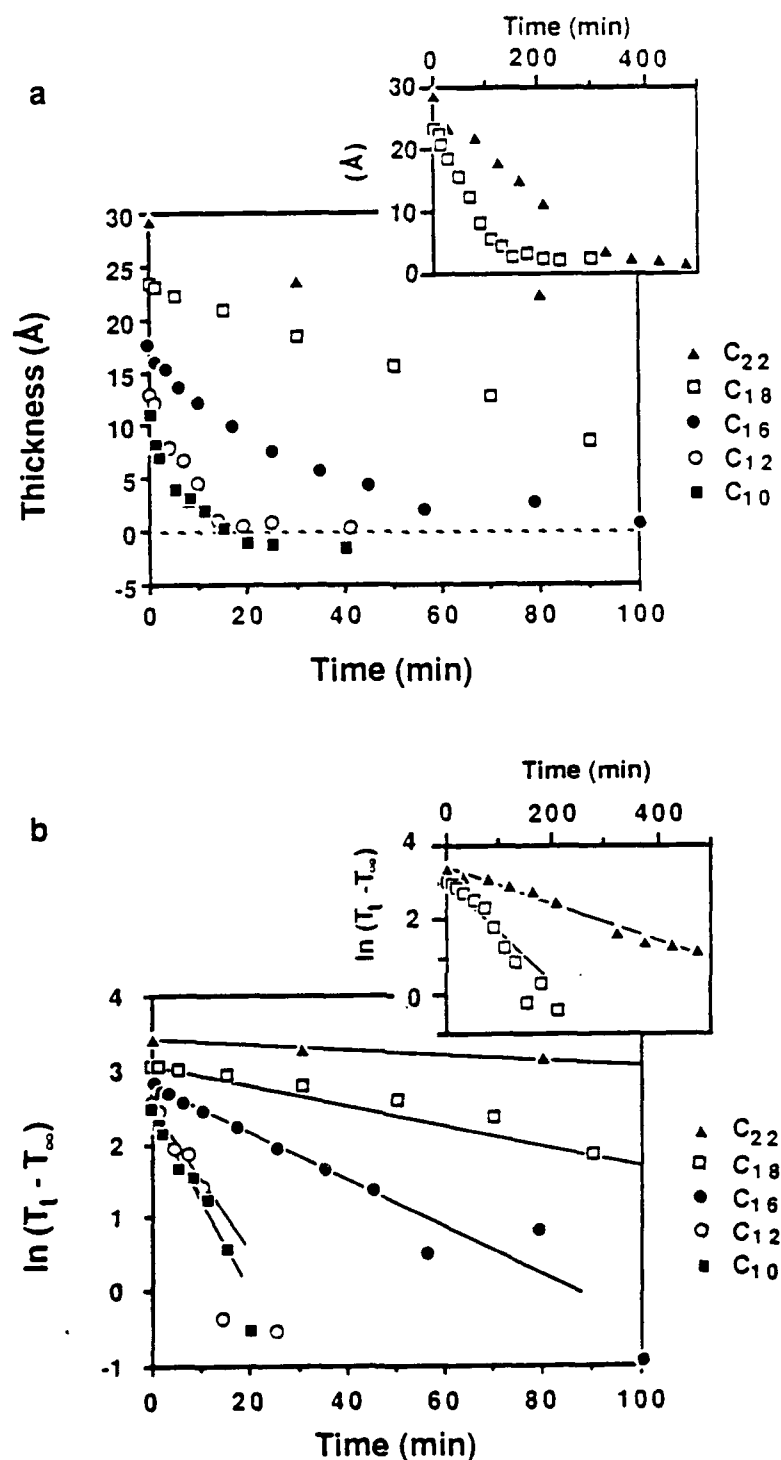 a
Time (min)
0 200 400
30
20
10
0
(Å)
30
25
20
15
10
5
0
-5
Thickness (Å)
0 20 40 60 80 100
Time (min)
▲ C22
□ C18
● C16
○ C12
■ C10
b
Time (min)
0 200 400
4
2
0
ln (Tt - T∞)
4
3
2
1
0
-1
ln (Tt - T∞)
0 20 40 60 80 100
Time (min)
▲ C22
□ C18
● C16
○ C12
■ C10